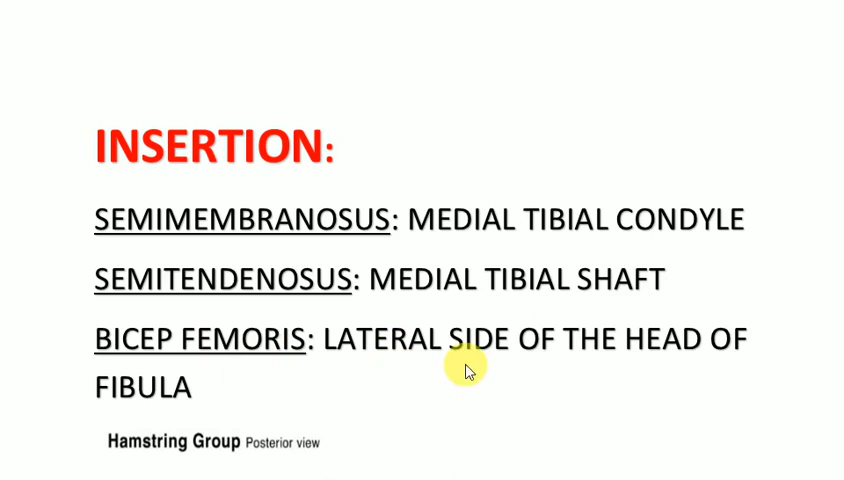 INSERTION:
SEMIMEMBRANOSUS: MEDIAL TIBIAL CONDYLE
SEMITENDENOSUS: MEDIAL TIBIAL SHAFT
BICEP FEMORIS: LATERAL SIDE OF THE HEAD OF
FIBULA
Hamstring Group Posterior view